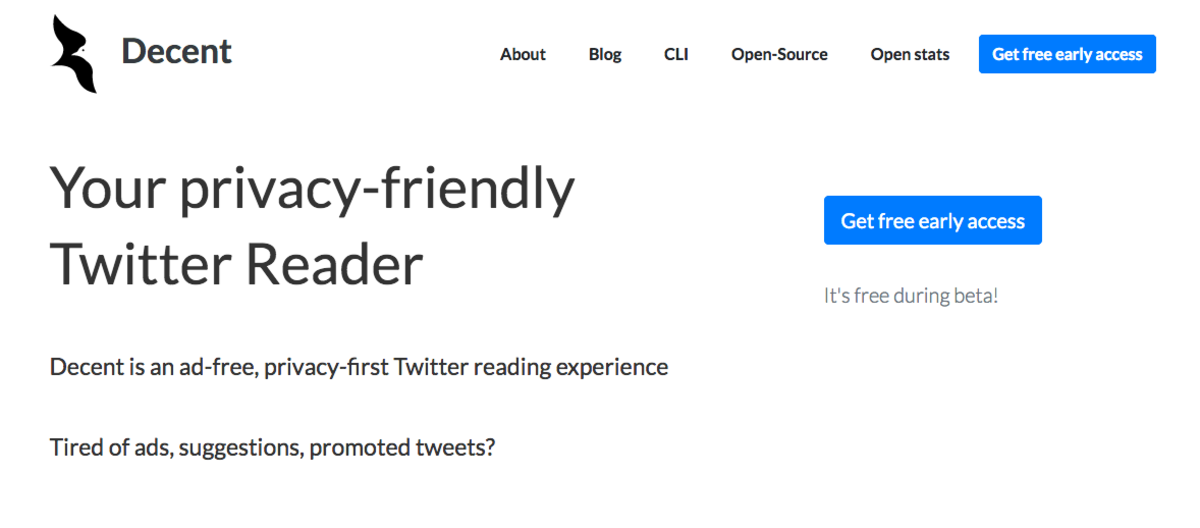 Decent
About Blog CLI Open-Source Open stats Get free early access
Your privacy-friendly
Twitter Reader
Get free early access
It's free during beta!
Decent is an ad-free, privacy-first Twitter reading experience
Tired of ads, suggestions, promoted tweets?